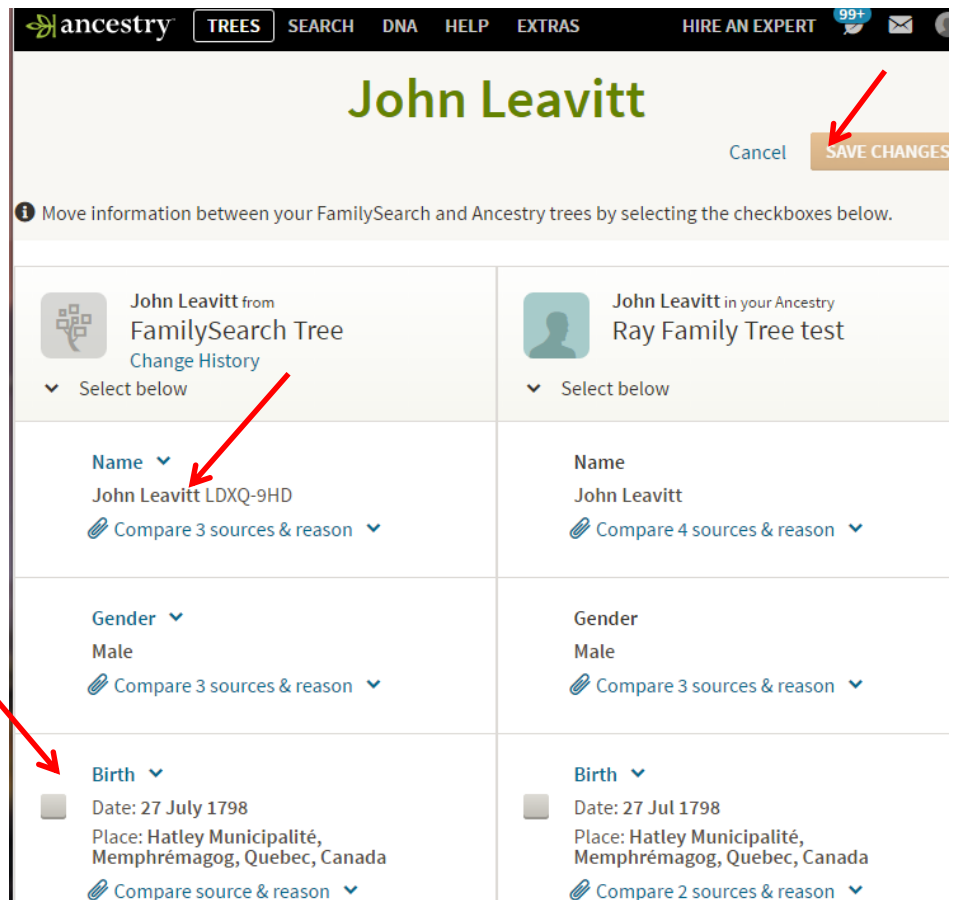 ancestry TREES SEARCH DNA HELP EXTRAS HIRE AN EXPERT 99+
John Leavitt
Cancel SAVE CHANGES
Move information between your FamilySearch and Ancestry trees by selecting the checkboxes below.
John Leavitt from
FamilySearch Tree
Change History
Select below
John Leavitt in your Ancestry
Ray Family Tree test
Select below
Name
John Leavitt LDXQ-9HD
Compare 3 sources & reason
Name
John Leavitt
Compare 4 sources & reason
Gender
Male
Compare 3 sources & reason
Gender
Male
Compare 3 sources & reason
Birth
Date: 27 July 1798
Place: Hatley Municipalité,
Memphrémagog, Quebec, Canada
Compare source & reason
Birth
Date: 27 Jul 1798
Place: Hatley Municipalité,
Memphrémagog, Quebec, Canada
Compare 2 sources & reason